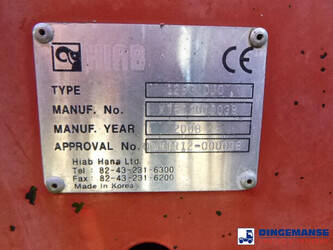 HIAB
CE
TYPE
MANUF. No.
MANUF. YEAR 2008
APPROVAL No.
Hiab Hana Ltd.
Tel : 82-43-231-6300
Fax : 82-43-231-6200
Made in Korea
DINGEMANSE